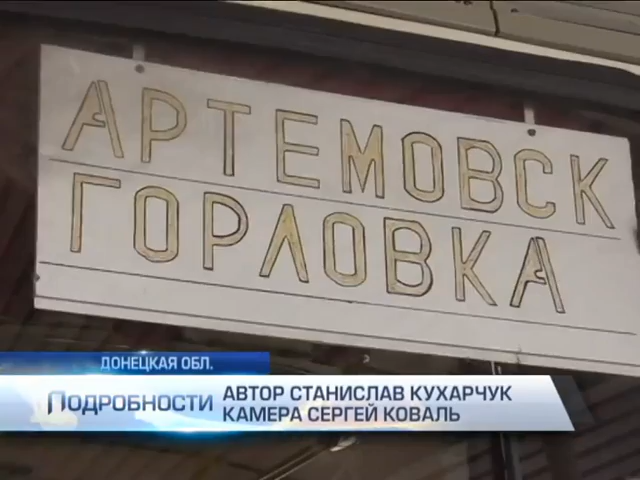 АРТЕМОВСК
ГОРЛОВКА
ДОНЕЦКАЯ ОБЛ.
ПОДРОБНОСТИ
АВТОР СТАНИСЛАВ КУХАРЧУК
КАМЕРА СЕРГЕЙ КОВАЛЬ